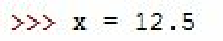 >>> x = 12.5